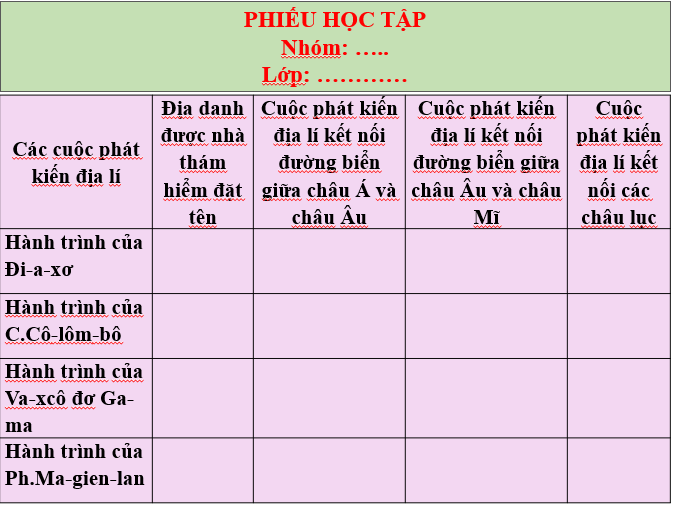 PHIẾU HỌC TẬP
Nhóm: …..
Lớp: …………
Các cuộc phát
kiến địa lí
Địa danh
được nhà
thám
hiểm đặt
tên
Cuộc phát kiến
địa lí kết nối
đường biển
giữa châu Á và
châu Âu
Cuộc phát kiến
địa lí kết nối
đường biển giữa
châu Âu và châu
Mĩ
Cuộc
phát kiến
địa lí kết
nối các
châu lục
Hành trình của
Đi-a-xơ
Hành trình của
C.Cô-lôm-bô
Hành trình của
Va-xcô đơ Ga-
ma
Hành trình của
Ph.Ma-gien-lan